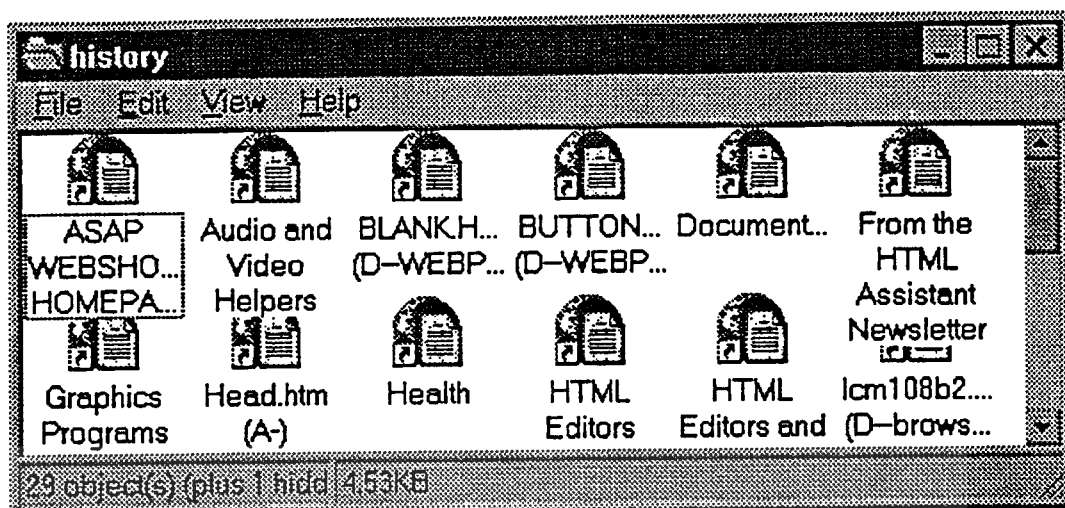 history
File Edit View Help
ASAP
WEBSHO...
HOMEPA...
Audio and
Video
Helpers
BLANK.H...
(D-WEBP...
BUTTON...
(D-WEBP...
Document...
From the
HTML
Assistant
Newsletter
Graphics
Programs
Head.htm
(A-)
Health
HTML
Editors
HTML
Editors and
lcm108b2....
(D-brows...
29 object(s) (plus 1 hidd 4.53KB